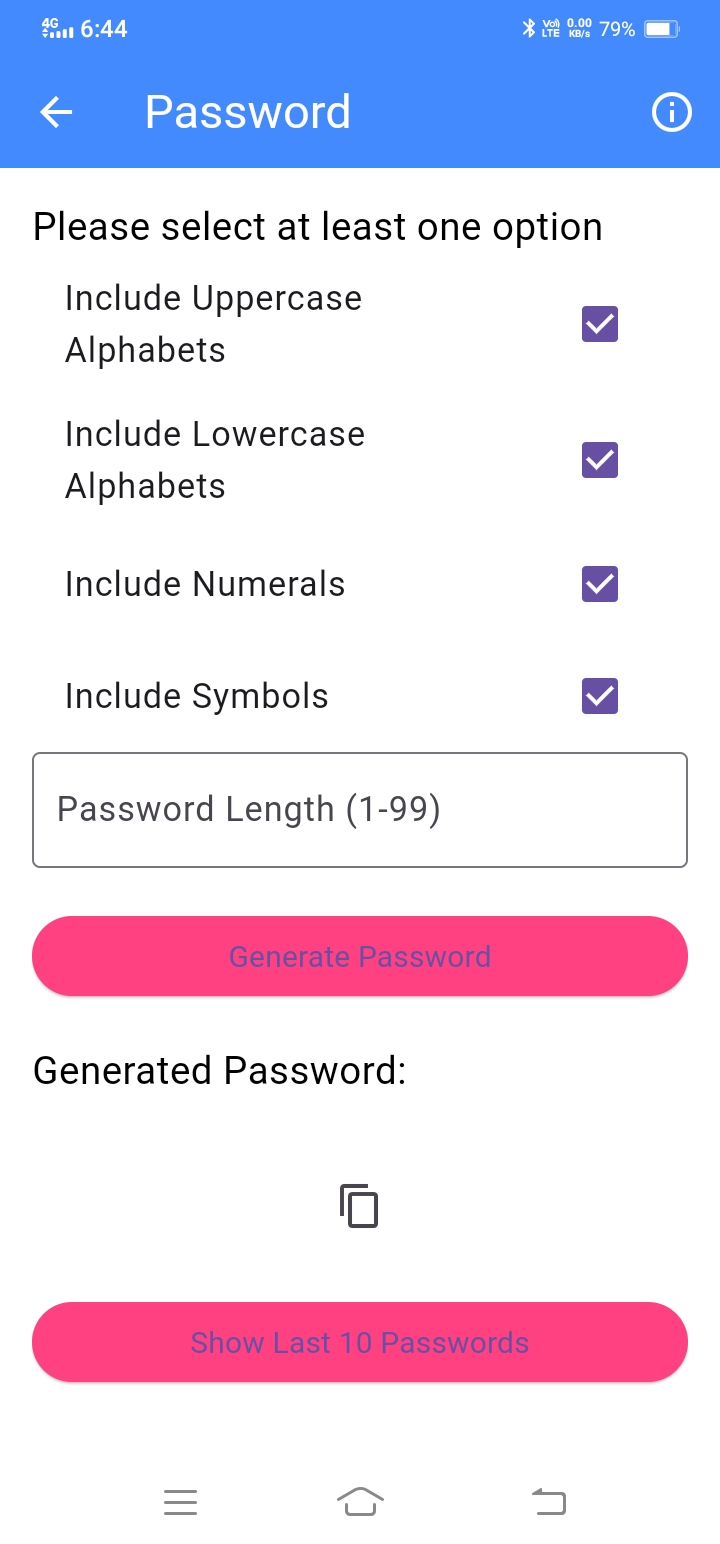 4G 6:44 Vo) LTE 0.00 KB/s 79%
Password
Please select at least one option
Include Uppercase
Alphabets
Include Lowercase
Alphabets
Include Numerals
Include Symbols
Password Length (1-99)
Generate Password
Generated Password:
Show Last 10 Passwords